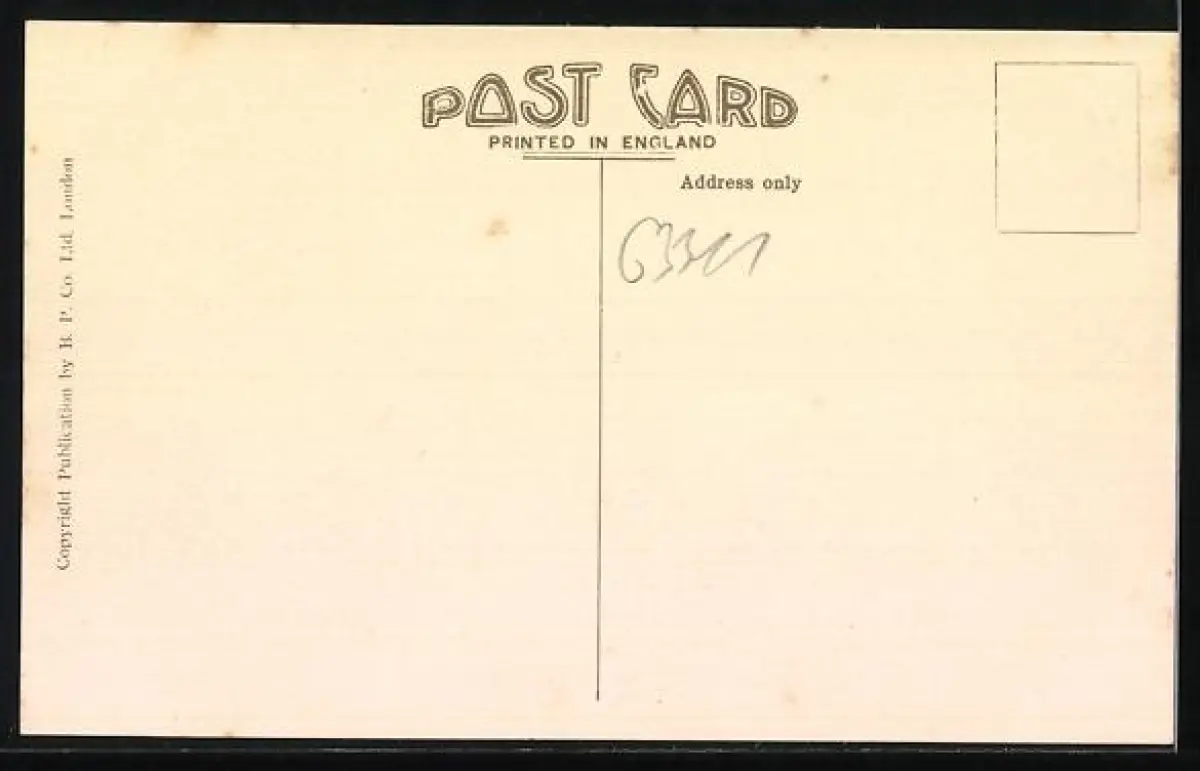 POST CARD
PRINTED IN ENGLAND
Address only
Copyright Publication by B. P. Co. Ltd. London